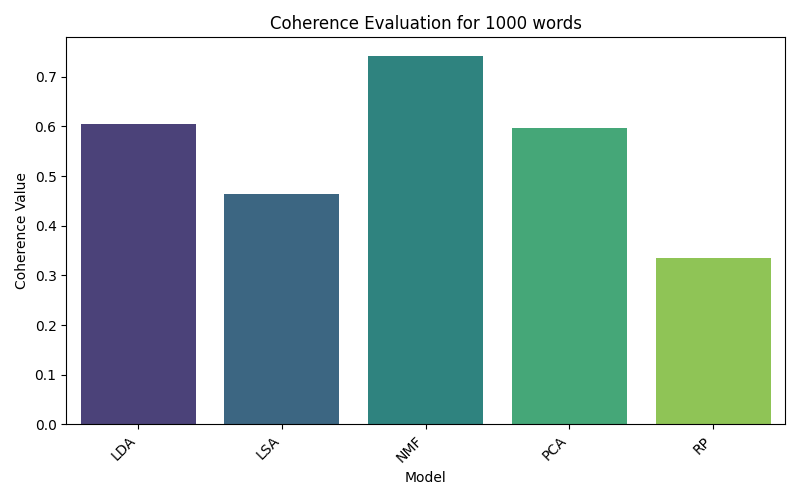 Coherence Evaluation for 1000 words
Coherence Value
0.7
0.6
0.5
0.4
0.3
0.2
0.1
0.0
LDA
LSA
NMF
PCA
RP
Model